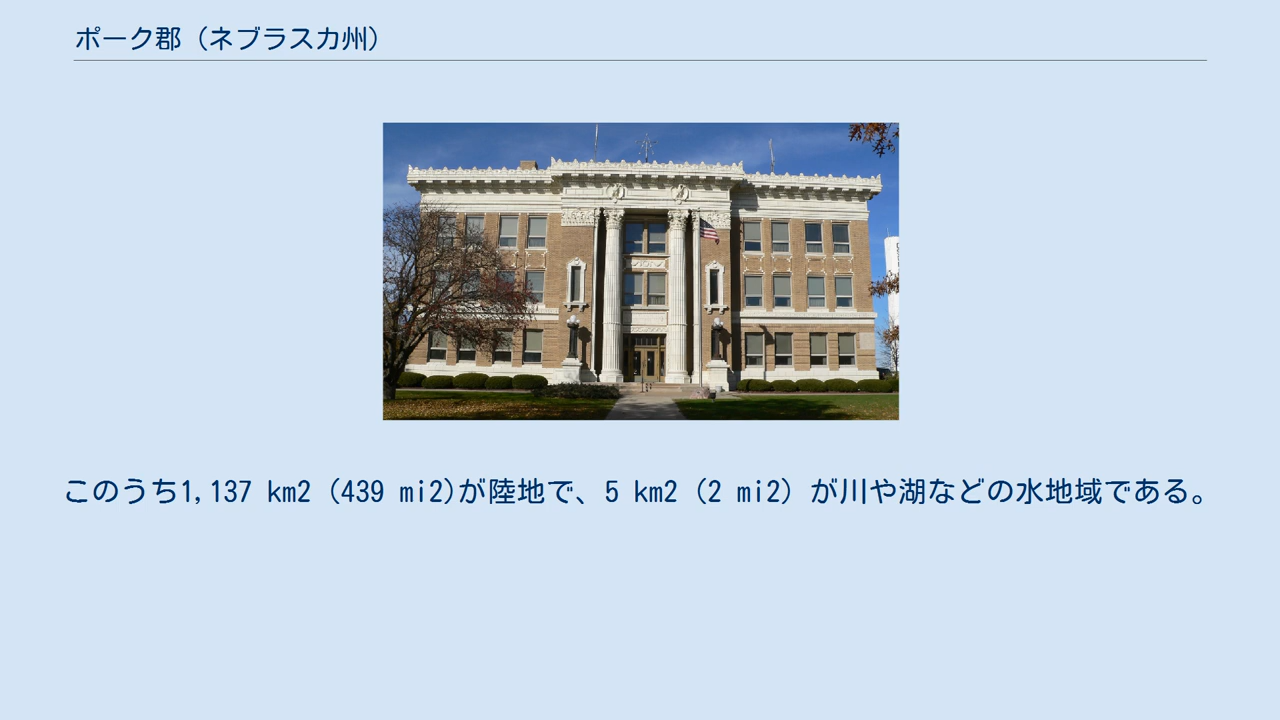 ポーク郡 (ネブラスカ州)
このうち1,137 km2 (439 mi2)が陸地で、5 km2 (2 mi2) が川や湖などの水地域である。